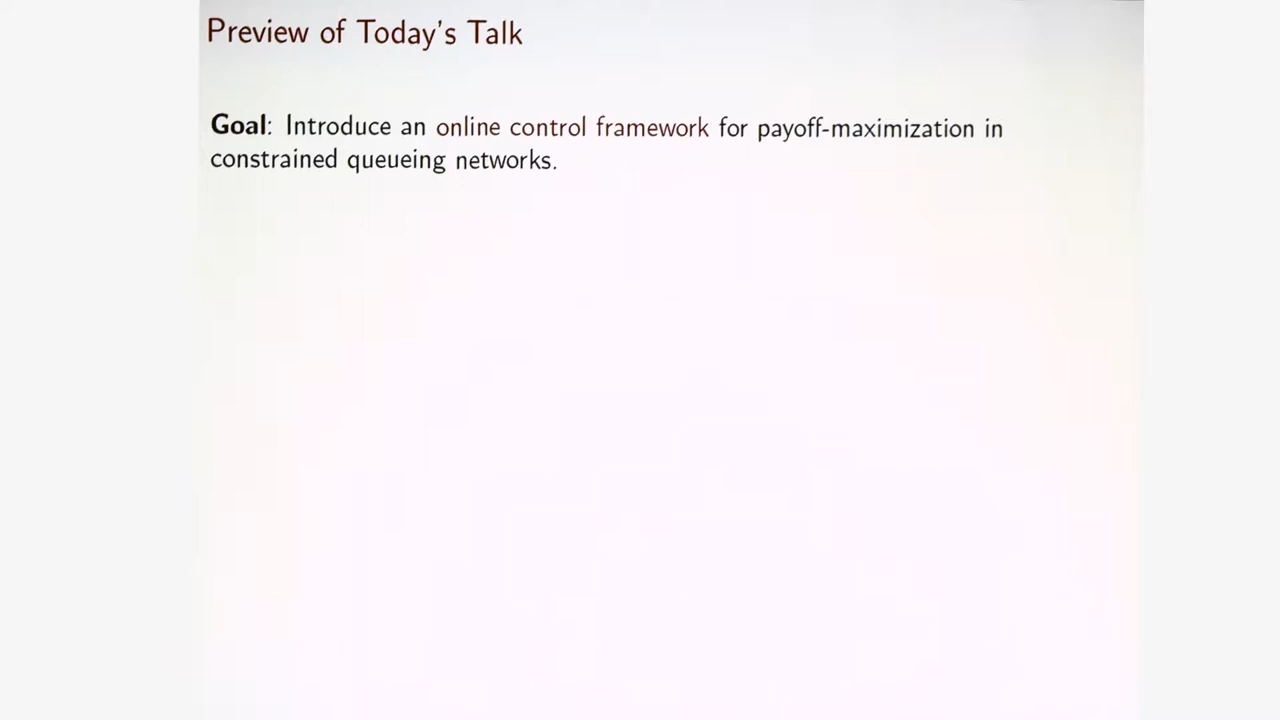 Preview of Today's Talk
Goal: Introduce an online control framework for payoff-maximization in
constrained queueing networks.